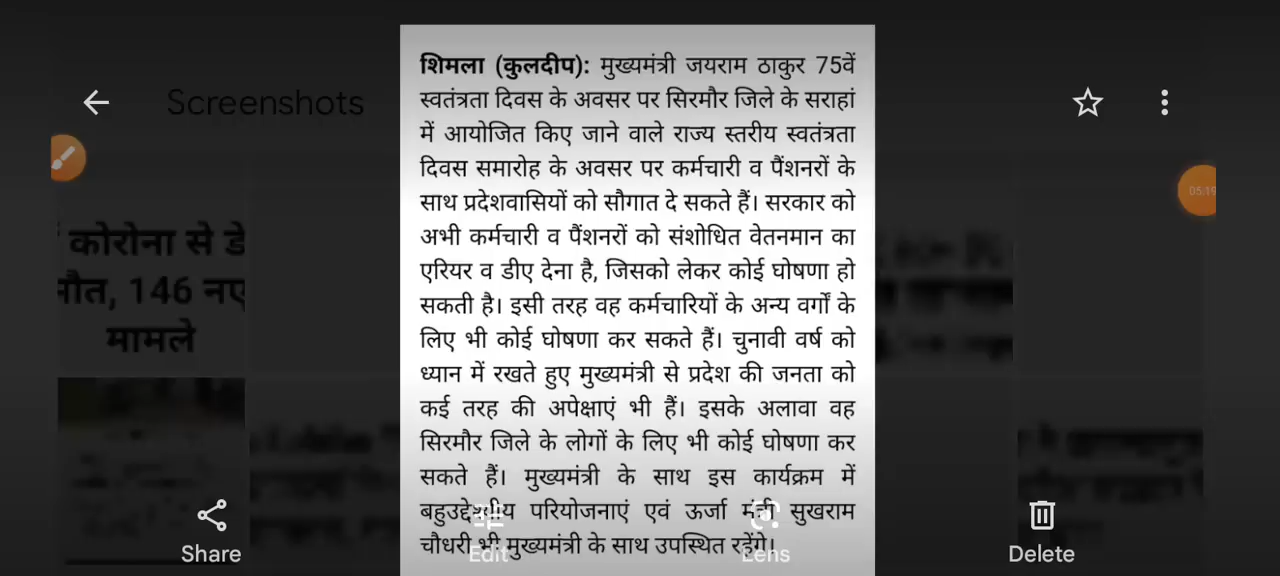 Screenshots
05:19
कोरोना से डे
मौत, 146 नए
मामले
शिमला (कुलदीप): मुख्यमंत्री जयराम ठाकुर 75वें
स्वतंत्रता दिवस के अवसर पर सिरमौर जिले के सराहां
में आयोजित किए जाने वाले राज्य स्तरीय स्वतंत्रता
दिवस समारोह के अवसर पर कर्मचारी व पैंशनरों के
साथ प्रदेशवासियों को सौगात दे सकते हैं। सरकार को
अभी कर्मचारी व पैंशनरों को संशोधित वेतनमान का
एरियर व डीए देना है, जिसको लेकर कोई घोषणा हो
सकती है। इसी तरह वह कर्मचारियों के अन्य वर्गों के
लिए भी कोई घोषणा कर सकते हैं। चुनावी वर्ष को
ध्यान में रखते हुए मुख्यमंत्री से प्रदेश की जनता को
कई तरह की अपेक्षाएं भी हैं। इसके अलावा वह
सिरमौर जिले के लोगों के लिए भी कोई घोषणा कर
सकते हैं। मुख्यमंत्री के साथ इस कार्यक्रम में
बहुउद्देशीय परियोजनाएं एवं ऊर्जा मंत्री सुखराम
चौधरी भी मुख्यमंत्री के साथ उपस्थित रहेंगे।
Share
Edit
Lens
Delete